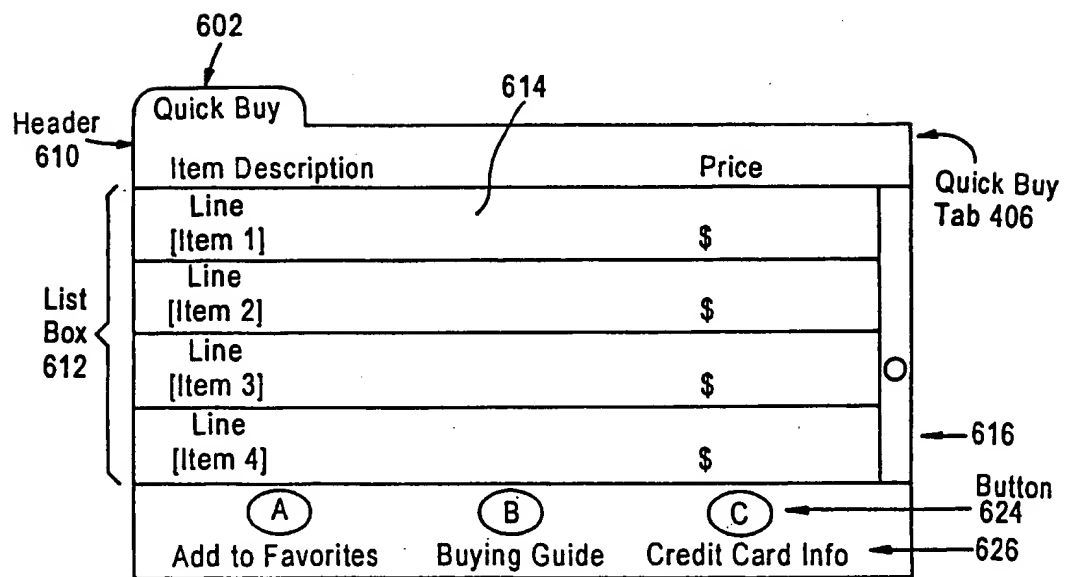 602
614
Quick Buy
Header
610
Item Description Price
Quick Buy
Tab 406
Line
[Item 1] $
Line
[Item 2] $
List
Box
612
Line
[Item 3] $
Line
[Item 4] $
616
A B C
Button
624
Add to Favorites Buying Guide Credit Card Info
626